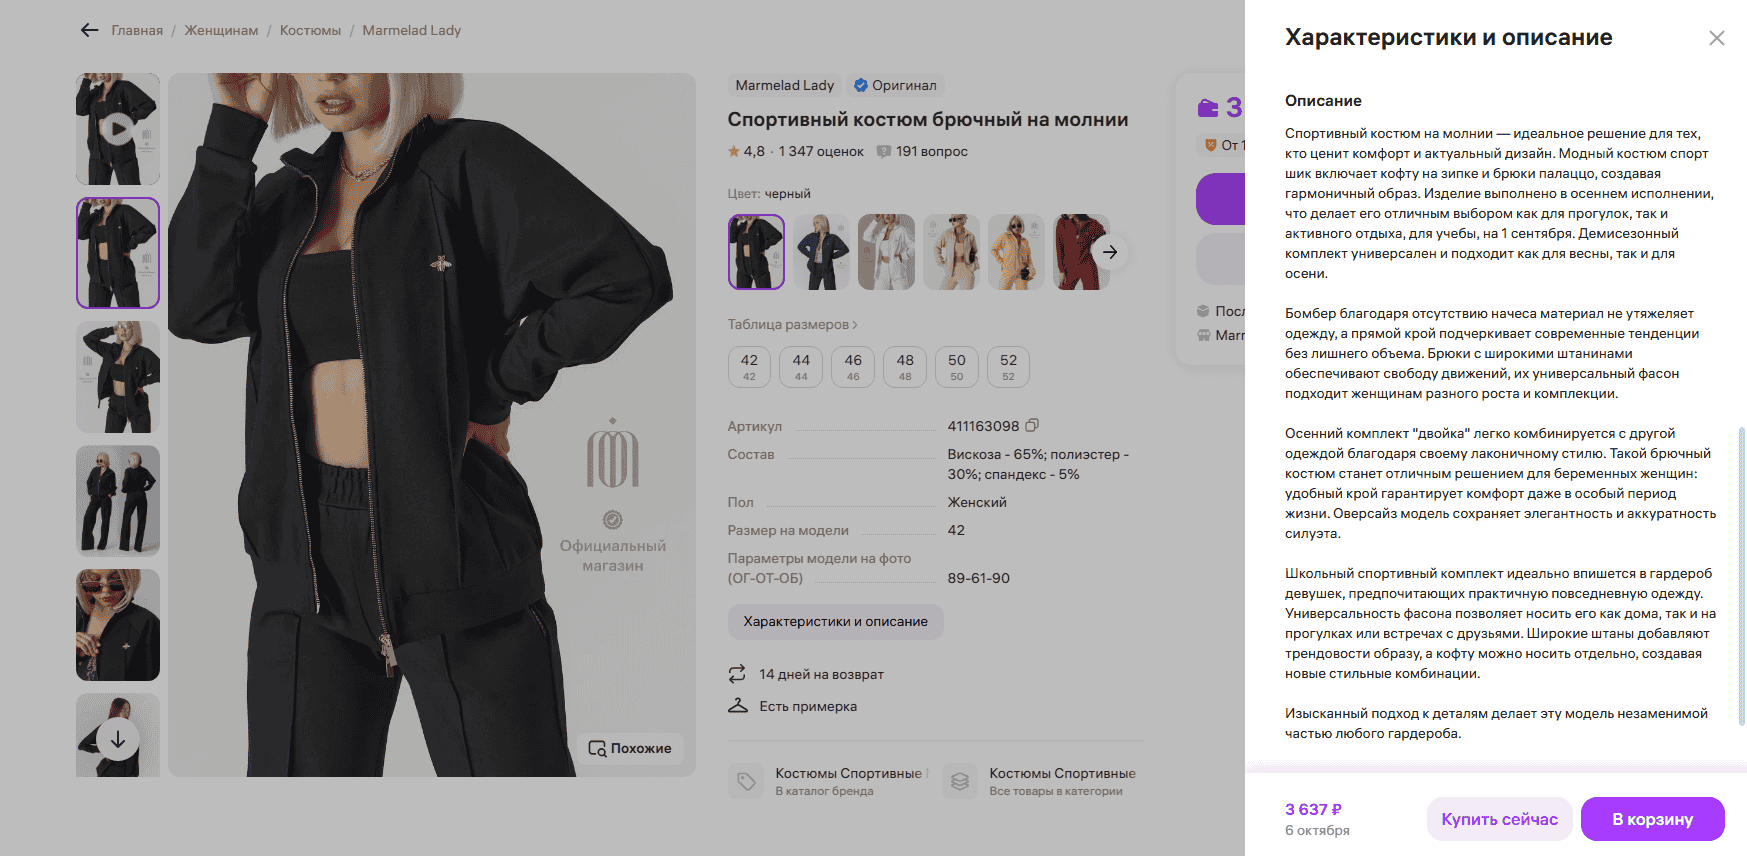 Главная / Женщинам / Костюмы / Marmelad Lady
Официальный
магазин
Похожие
Marmelad Lady
Оригинал
Спортивный костюм брючный на молнии
4,8 · 1 347 оценок
191 вопрос
Цвет: черный
Таблица размеров
42 44 46 48 50 52
42 44 46 48 50 52
Артикул 411163098
Состав Вискоза - 65%; полиэстер -
30%; спандекс - 5%
Пол Женский
Размер на модели 42
Параметры модели на фото
(ОГ-ОТ-ОБ) 89-61-90
Характеристики и описание
14 дней на возврат
Есть примерка
Костюмы Спортивные
В каталог бренда
Костюмы Спортивные
Все товары в категории
3
От 1
Характеристики и описание
Описание
Спортивный костюм на молнии — идеальное решение для тех,
кто ценит комфорт и актуальный дизайн. Модный костюм спорт
шик включает кофту на зипке и брюки палаццо, создавая
гармоничный образ. Изделие выполнено в осеннем исполнении,
что делает его отличным выбором как для прогулок, так и
активного отдыха, для учебы, на 1 сентября. Демисезонный
комплект универсален и подходит как для весны, так и для
осени.
Бомбер благодаря отсутствию начеса материал не утяжеляет
одежду, а прямой крой подчеркивает современные тенденции
без лишнего объема. Брюки с широкими штанинами
обеспечивают свободу движений, их универсальный фасон
подходит женщинам разного роста и комплекции.
Осенний комплект "двойка" легко комбинируется с другой
одеждой благодаря своему лаконичному стилю. Такой брючный
костюм станет отличным решением для беременных женщин:
удобный крой гарантирует комфорт даже в особый период
жизни. Оверсайз модель сохраняет элегантность и аккуратность
силуэта.
Школьный спортивный комплект идеально впишется в гардероб
девушек, предпочитающих практичную повседневную одежду.
Универсальность фасона позволяет носить его как дома, так и на
прогулках или встречах с друзьями. Широкие штаны добавляют
трендовости образу, а кофту можно носить отдельно, создавая
новые стильные комбинации.
Изысканный подход к деталям делает эту модель незаменимой
частью любого гардероба.
3 637 ₽
6 октября
Купить сейчас
В корзину